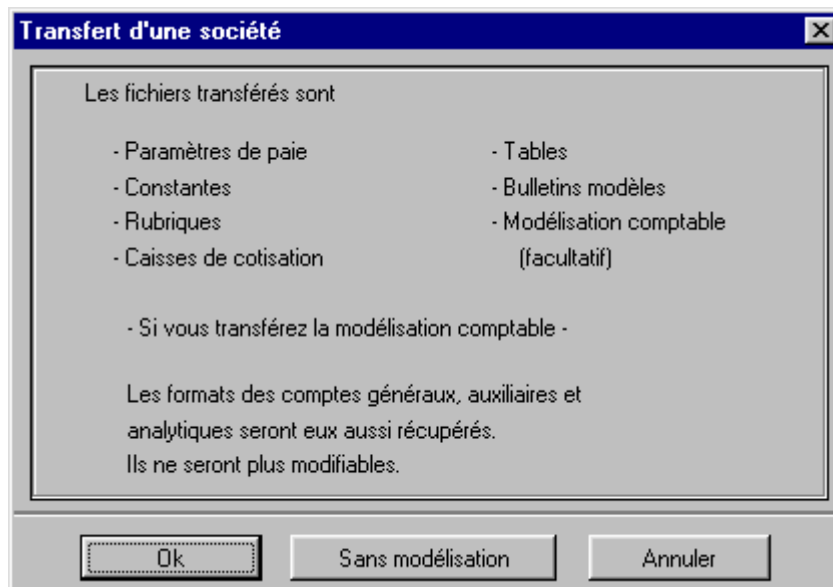 Transfert d'une société
Les fichiers transférés sont
- Paramètres de paie
- Constantes
- Rubriques
- Caisses de cotisation
- Tables
- Bulletins modèles
- Modélisation comptable
(facultatif)
- Si vous transférez la modélisation comptable -
Les formats des comptes généraux, auxiliaires et
analytiques seront eux aussi récupérés.
Ils ne seront plus modifiables.
Ok
Sans modélisation
Annuler